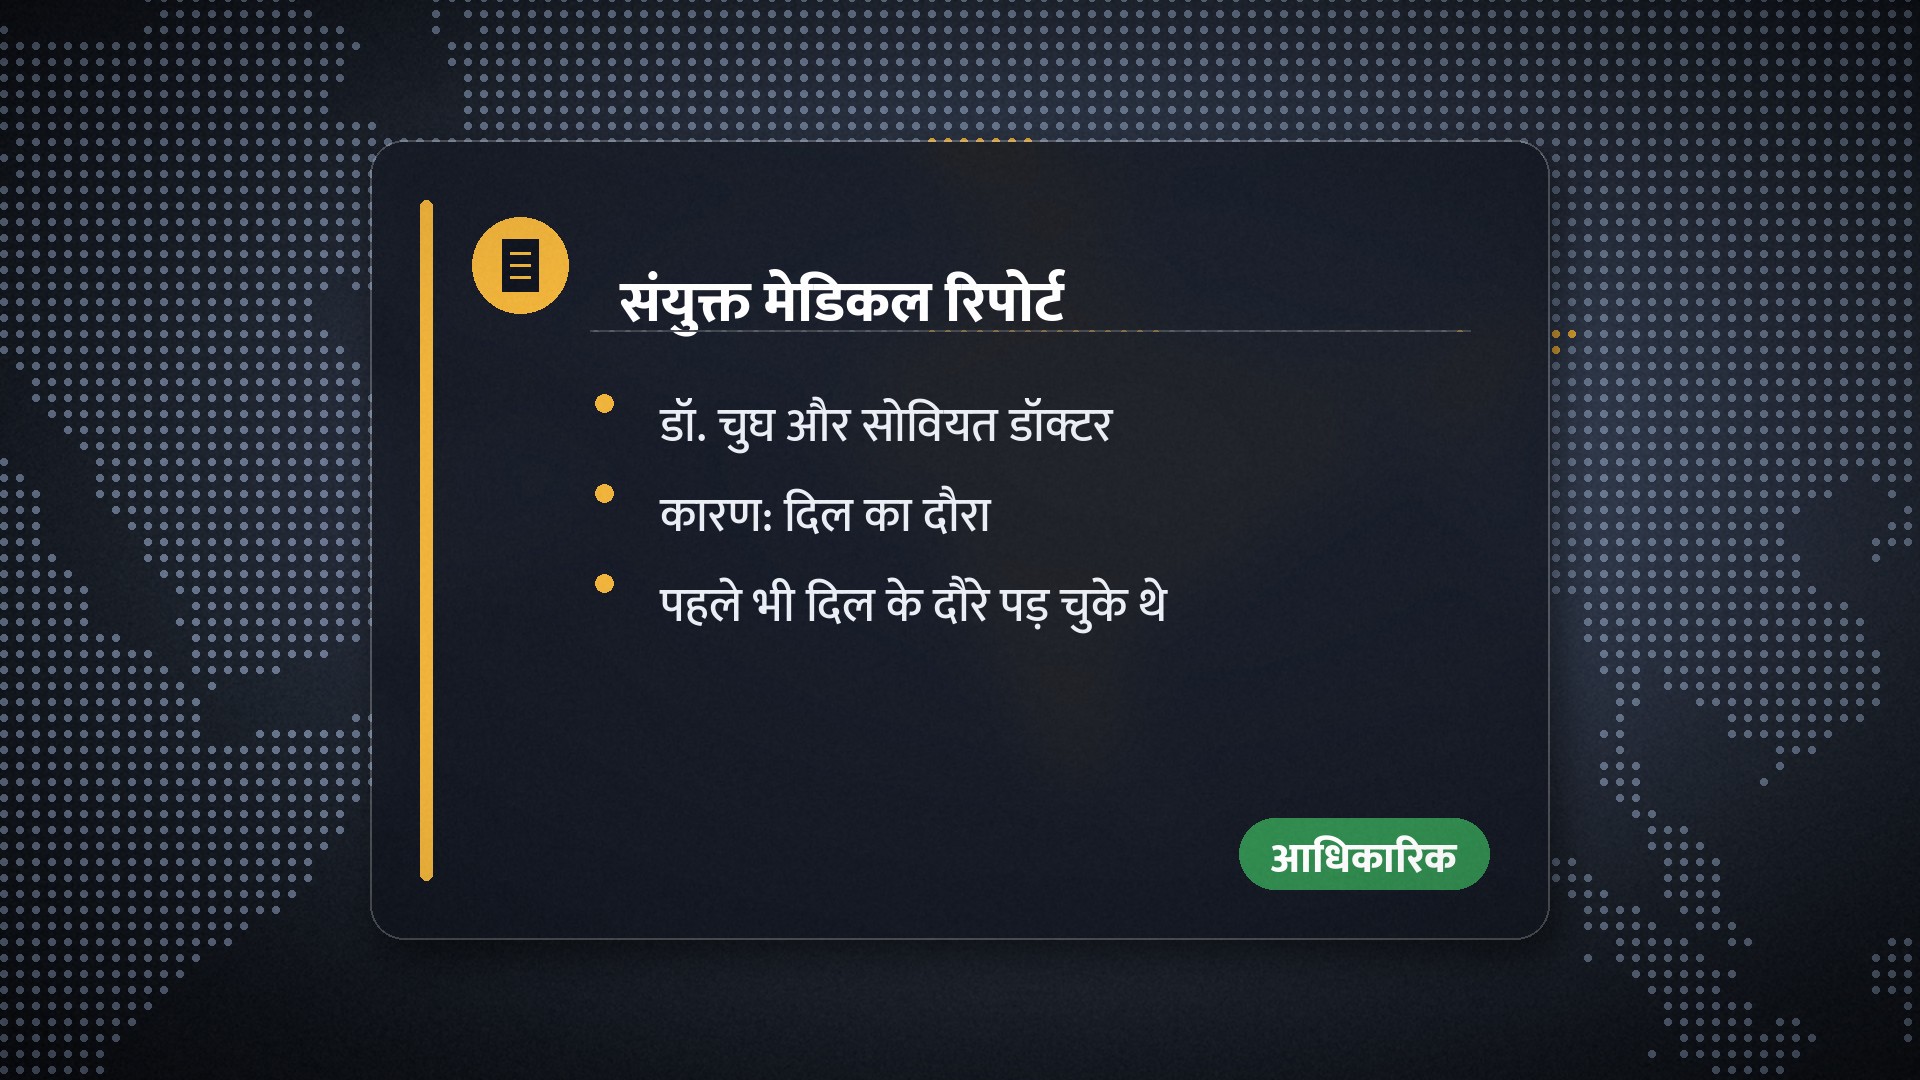 संयुक्त मेडिकल रिपोर्ट
डॉ. चुघ और सोवियत डॉक्टर
कारण: दिल का दौरा
पहले भी दिल के दौरे पड़ चुके थे
आधिकारिक